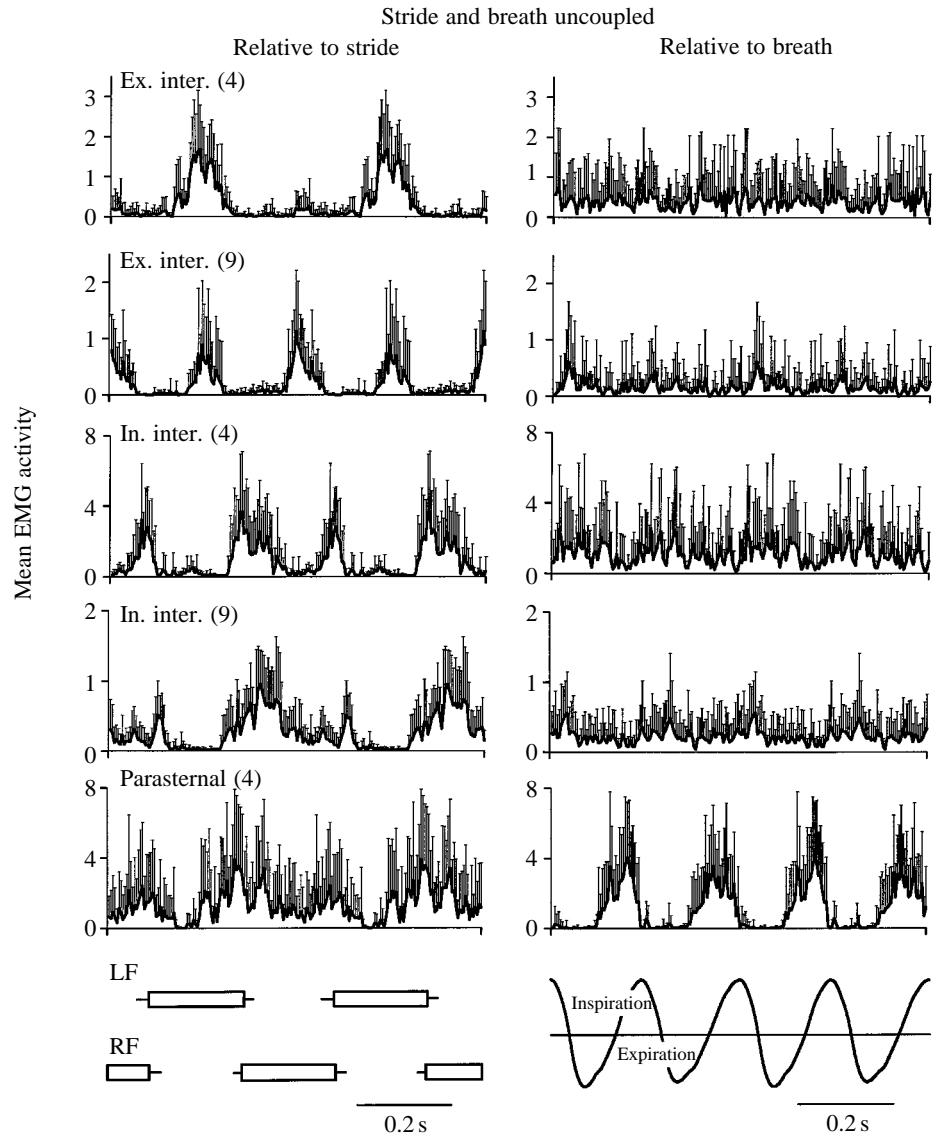 Stride and breath uncoupled
Relative to stride
Relative to breath
Mean EMG activity
Ex. inter. (4)
3
2
1
0
3
2
1
0
Ex. inter. (9)
2
1
0
2
1
0
In. inter. (4)
8
4
0
8
4
0
In. inter. (9)
2
1
0
2
1
0
Parasternal (4)
8
4
0
8
4
0
LF
RF
Inspiration
Expiration
0.2 s
0.2 s